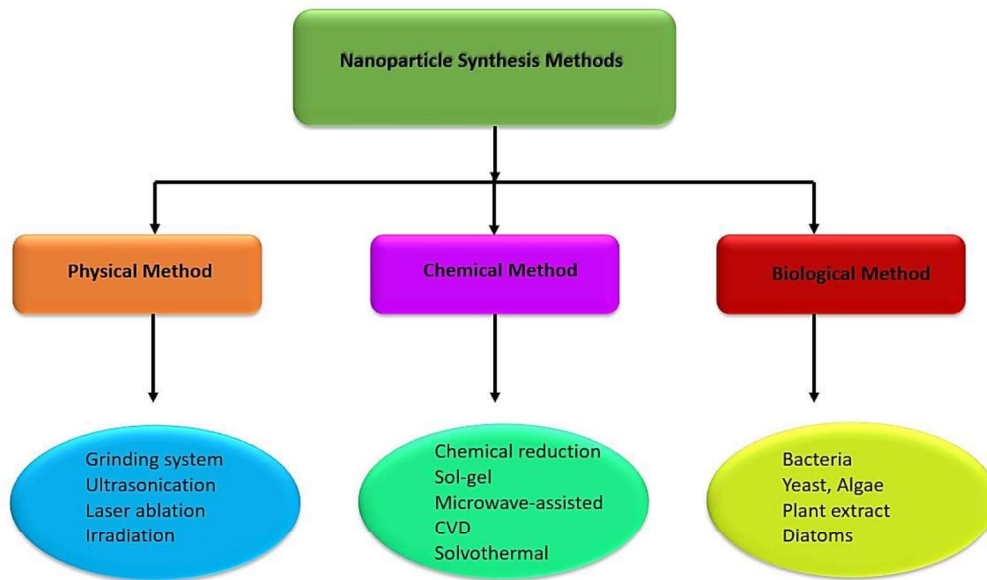 Nanoparticle Synthesis Methods
Physical Method
Chemical Method
Biological Method
Grinding system
Ultrasonication
Laser ablation
Irradiation
Chemical reduction
Sol-gel
Microwave-assisted
CVD
Solvothermal
Bacteria
Yeast, Algae
Plant extract
Diatoms